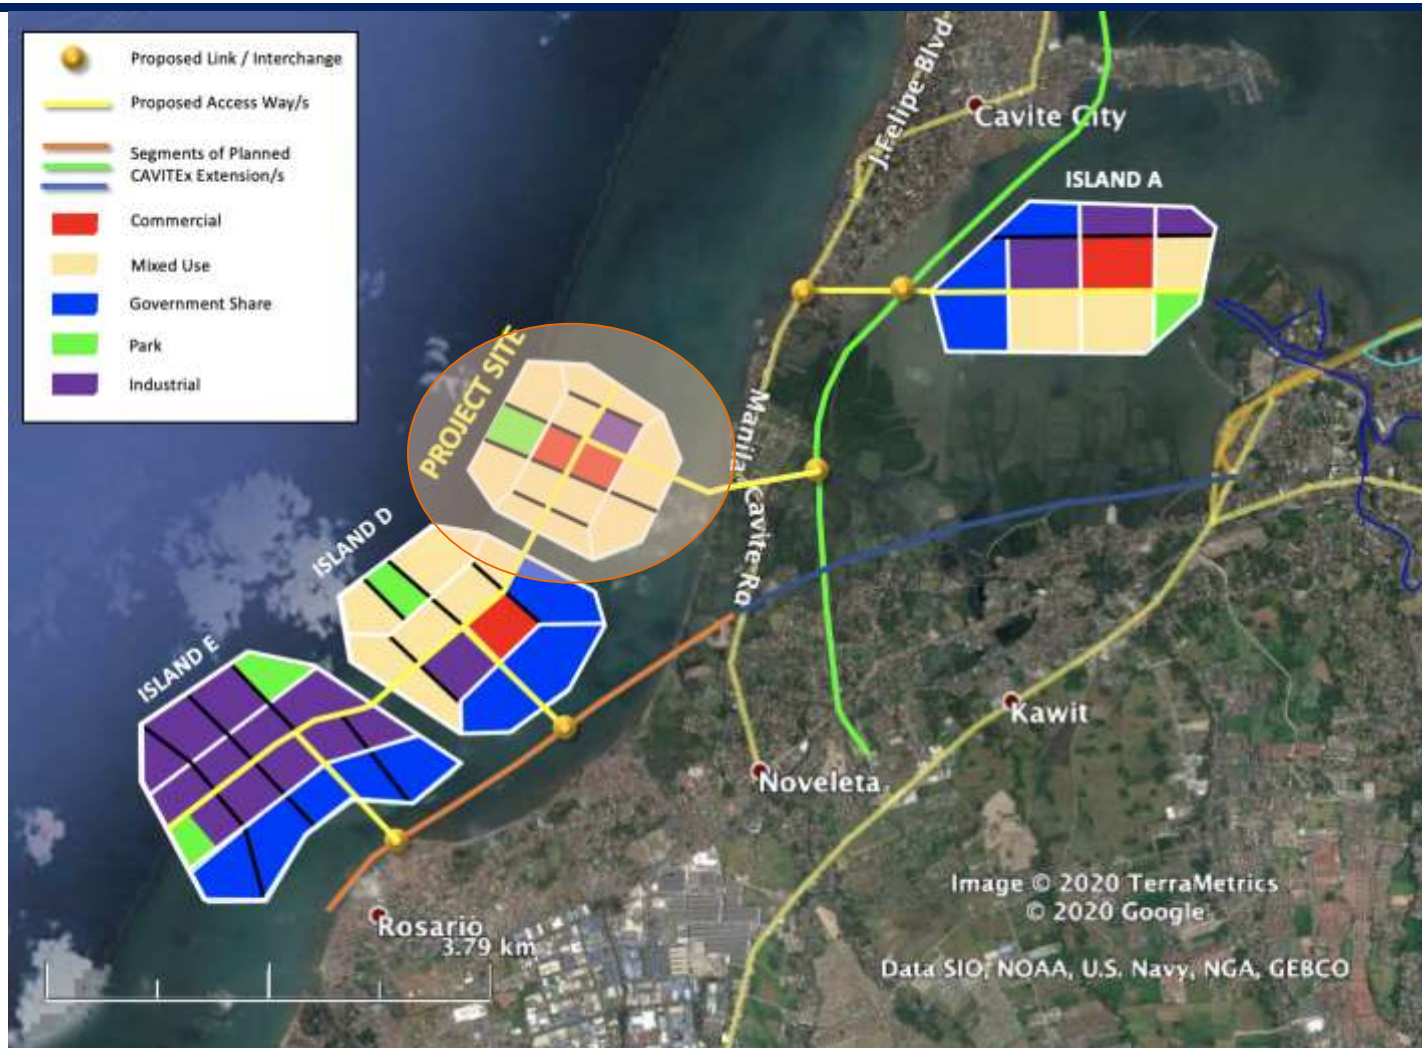 Proposed Link / Interchange
Proposed Access Way/s
Segments of Planned
CAVITEx Extension/s
Commercial
Mixed Use
Government Share
Park
Industrial
J.Felipe Blvd
Cavite City
ISLAND A
PROJECT SITE
Manila Cavite Rd
ISLAND D
ISLAND E
Kawit
Noveleta
Rosario
3.79 km
Image © 2020 TerraMetrics
© 2020 Google
Data SIO, NOAA, U.S. Navy, NGA, GEBCO